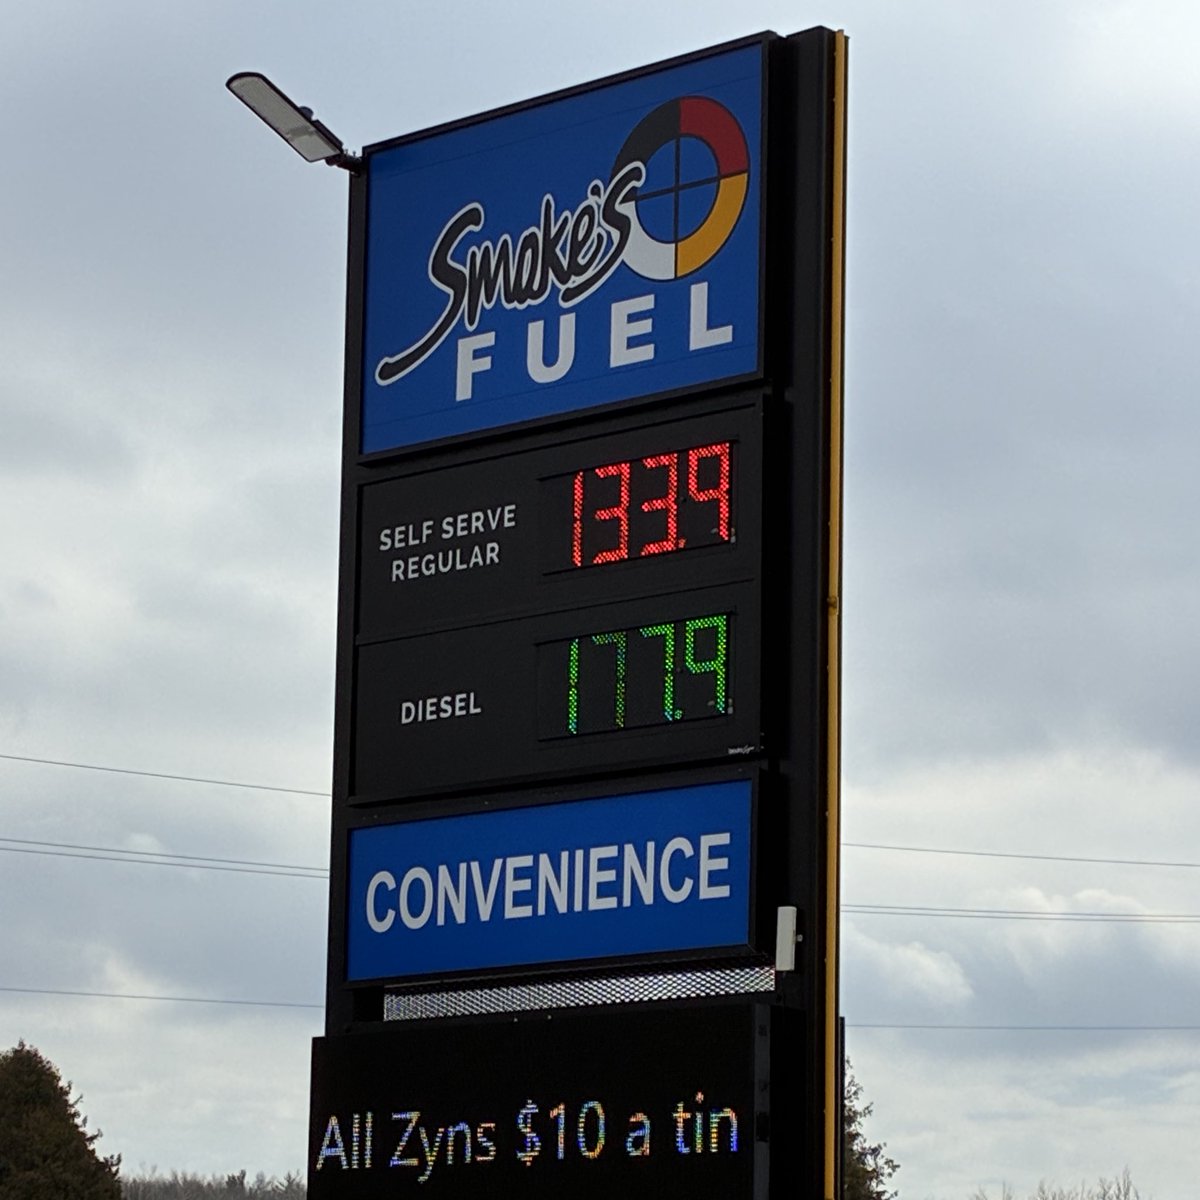 Smoke's
FUEL
SELF SERVE
REGULAR
133.9
DIESEL
177.9
CONVENIENCE
All Zyns $10 a tin